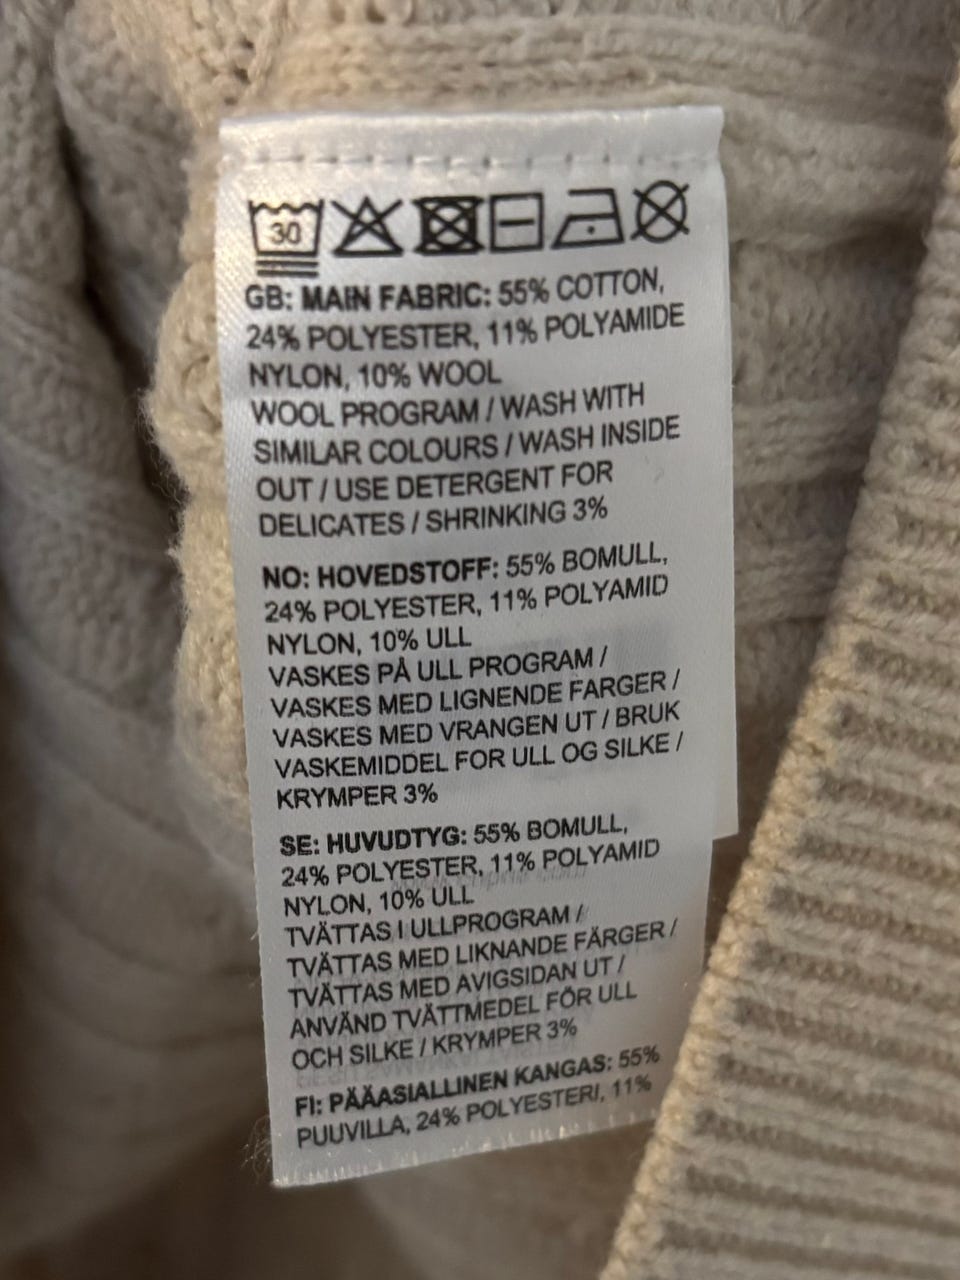 30
GB: MAIN FABRIC: 55% COTTON,
24% POLYESTER, 11% POLYAMIDE
NYLON, 10% WOOL
WOOL PROGRAM / WASH WITH
SIMILAR COLOURS / WASH INSIDE
OUT / USE DETERGENT FOR
DELICATES / SHRINKING 3%
NO: HOVEDSTOFF: 55% BOMULL,
24% POLYESTER, 11% POLYAMID
NYLON, 10% ULL
VASKES PÅ ULL PROGRAM /
VASKES MED LIGNENDE FARGER /
VASKES MED VRANGEN UT / BRUK
VASKEMIDDEL FOR ULL OG SILKE /
KRYMPER 3%
SE: HUVUDTYG: 55% BOMULL,
24% POLYESTER, 11% POLYAMID
NYLON, 10% ULL
TVÄTTAS I ULLPROGRAM /
TVÄTTAS MED LIKNANDE FÄRGER /
TVÄTTAS MED AVIGSIDAN UT /
ANVÄND TVÄTTMEDEL FÖR ULL
OCH SILKE / KRYMPER 3%
FI: PÄÄASIALLINEN KANGAS: 55%
PUUVILLA, 24% POLYESTERI, 11%